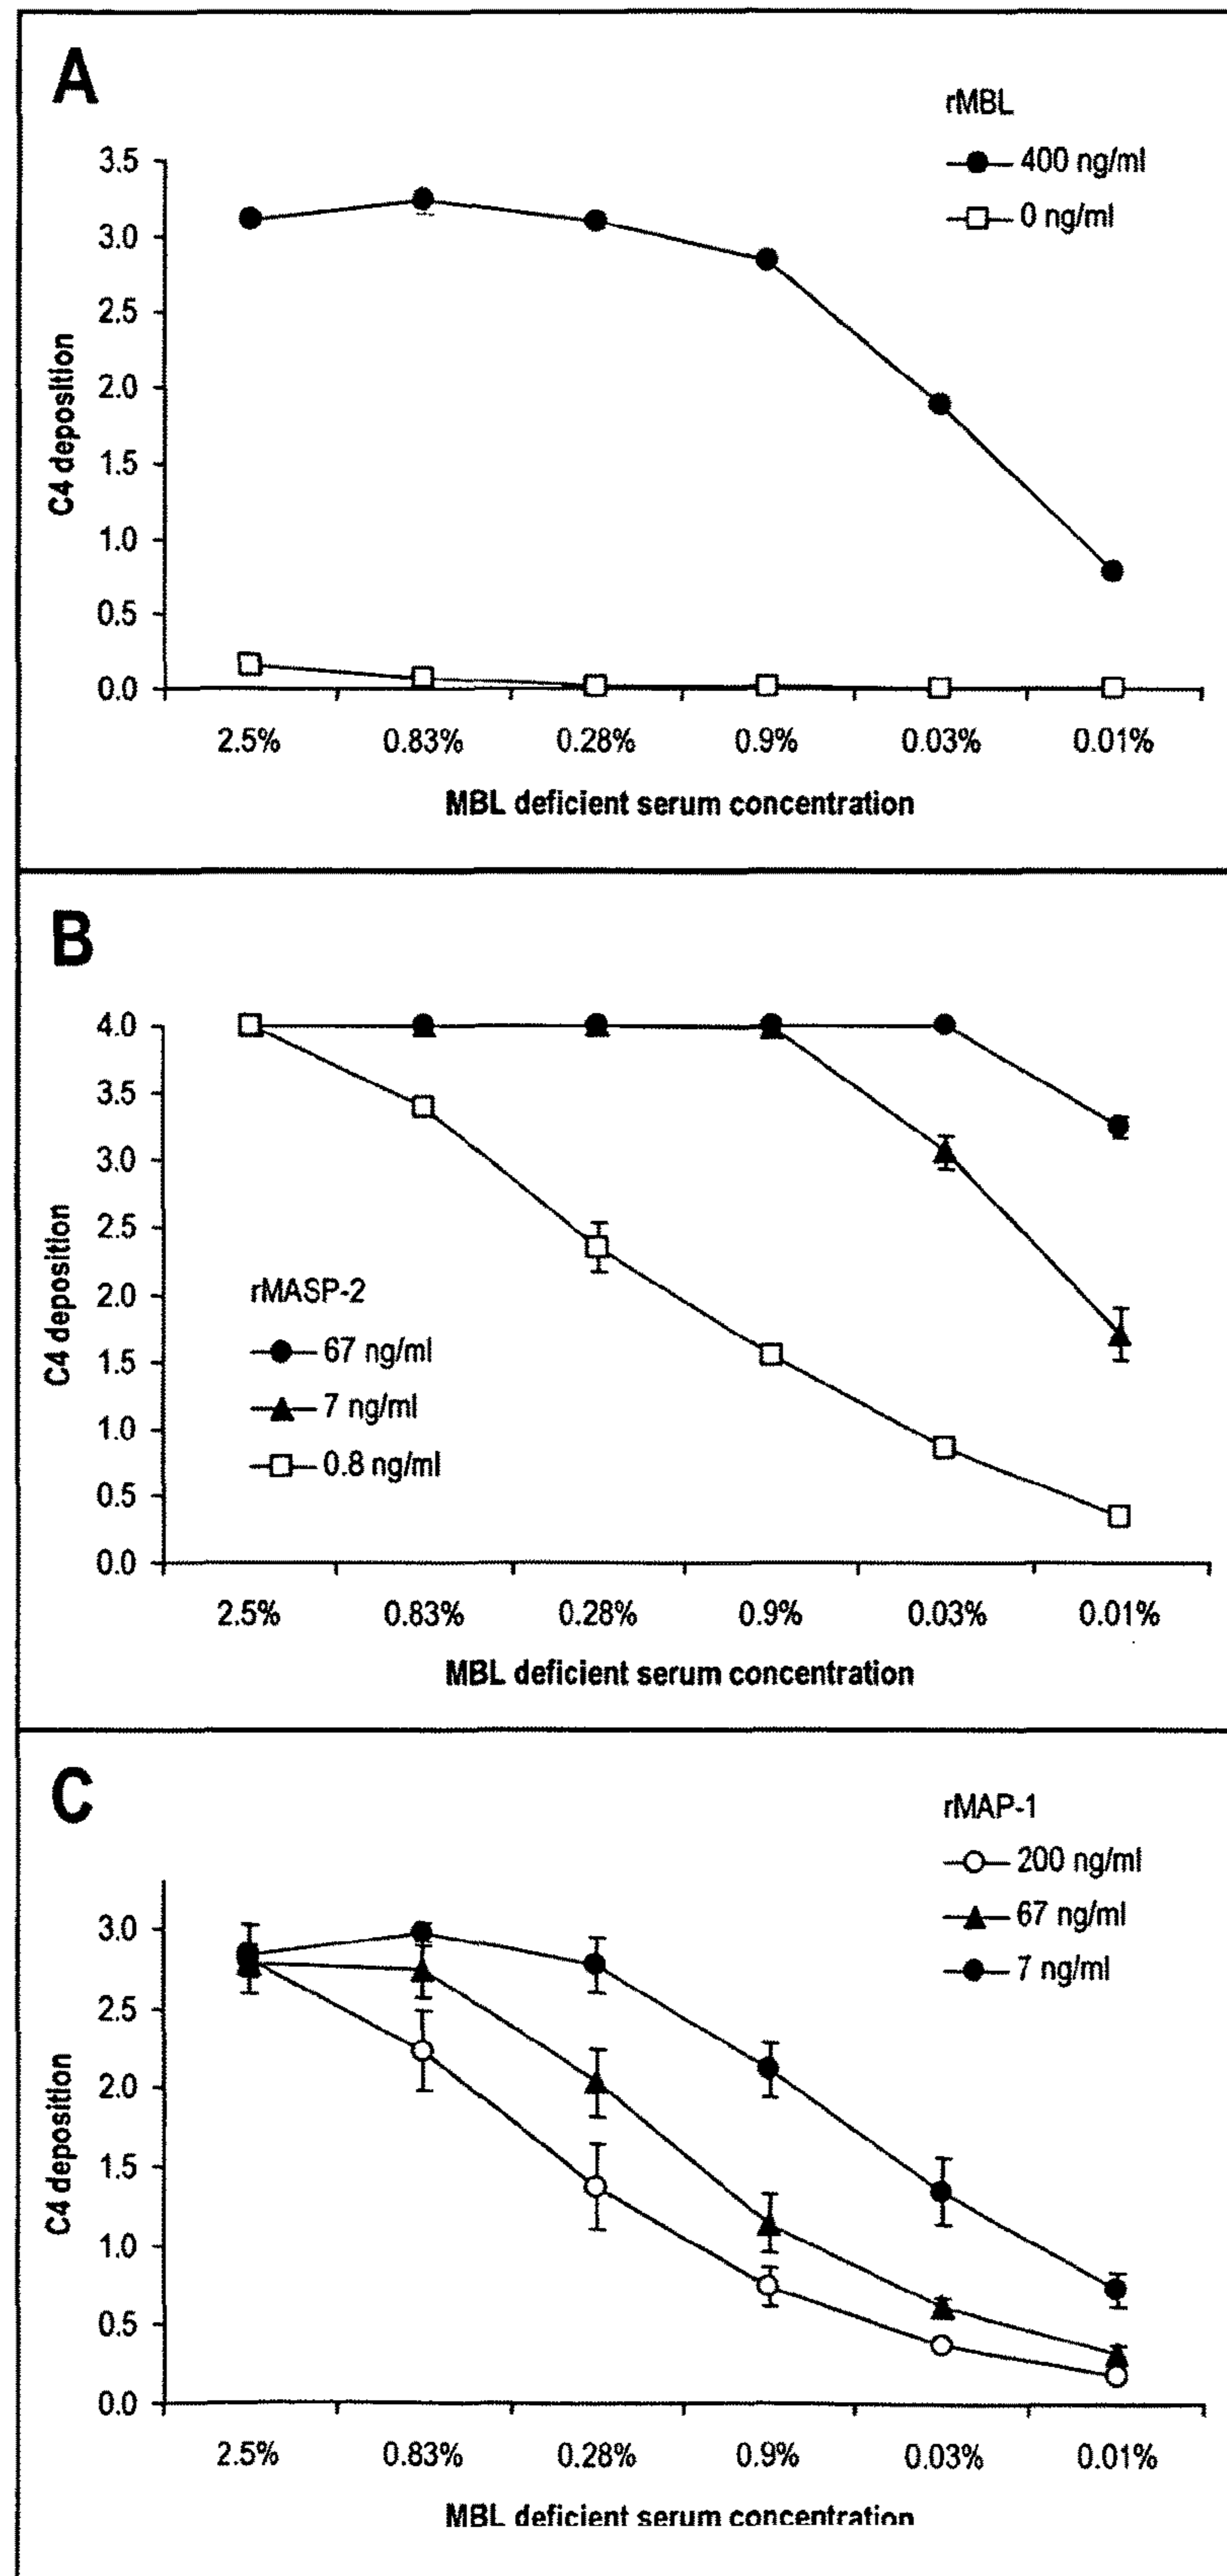 A
rMBL
400 ng/ml
0 ng/ml
3.5
3.0
2.5
2.0
1.5
1.0
0.5
0.0
C4 deposition
2.5% 0.83% 0.28% 0.9% 0.03% 0.01%
MBL deficient serum concentration
B
4.0
3.5
3.0
2.5
2.0
1.5
1.0
0.5
0.0
C4 deposition
rMASP-2
67 ng/ml
7 ng/ml
0.8 ng/ml
2.5% 0.83% 0.28% 0.9% 0.03% 0.01%
MBL deficient serum concentration
C
rMAP-1
200 ng/ml
67 ng/ml
7 ng/ml
3.0
2.5
2.0
1.5
1.0
0.5
0.0
C4 deposition
2.5% 0.83% 0.28% 0.9% 0.03% 0.01%
MBL deficient serum concentration